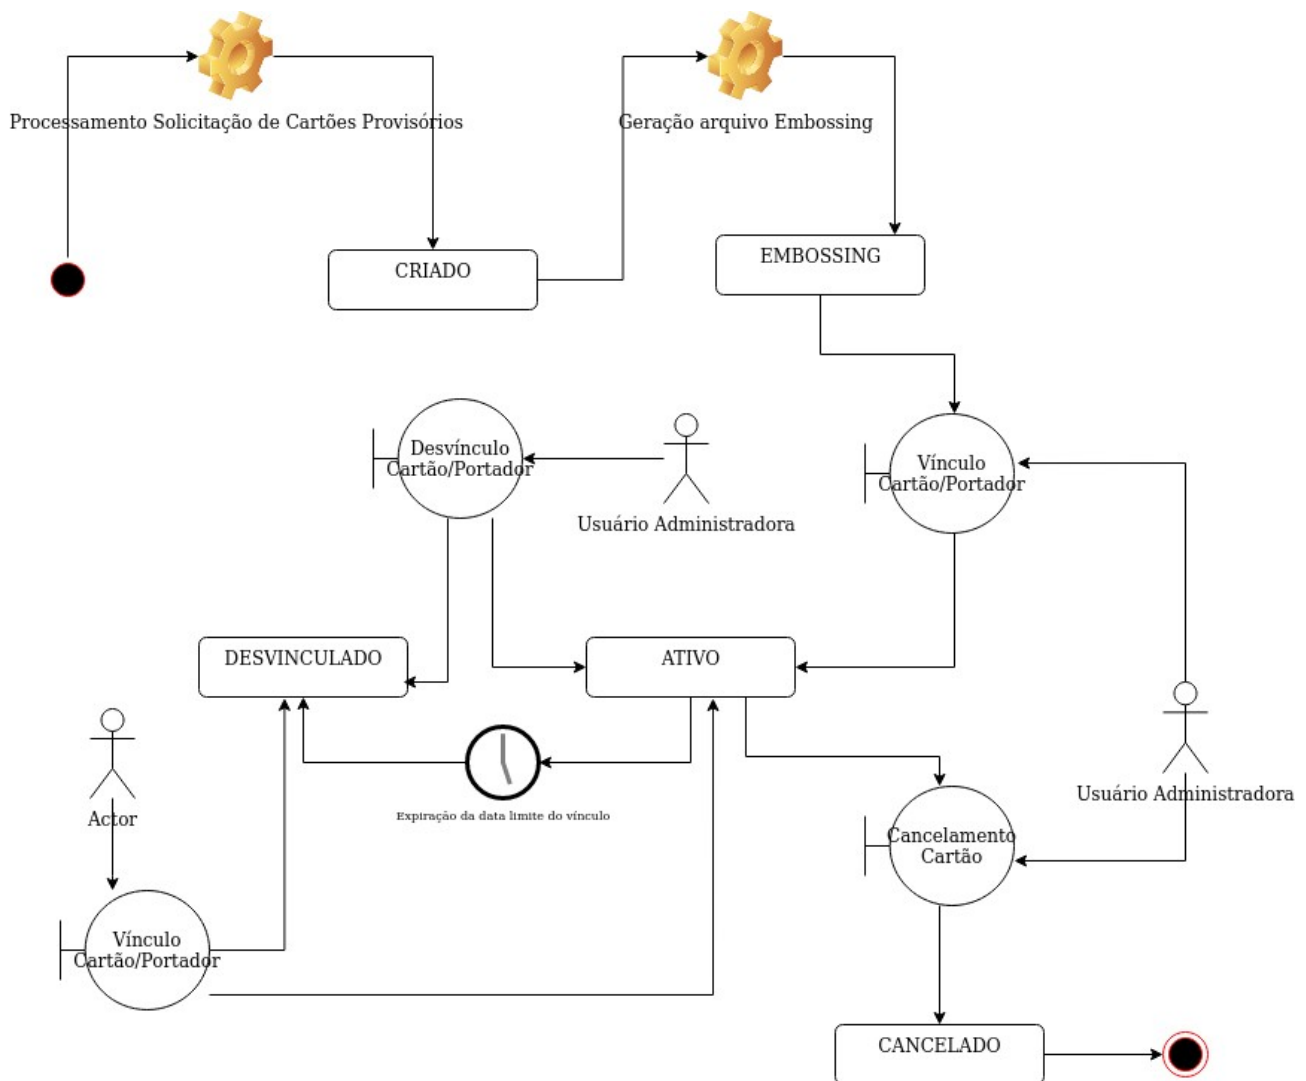 Processamento Solicitação de Cartões Provisórios
Geração arquivo Embossing
CRIADO
EMBOSSING
Desvínculo
Cartão/Portador
Usuário Administradora
Vínculo
Cartão/Portador
DESVINCULADO
ATIVO
Actor
Expiração da data limite do vínculo
Usuário Administradora
Cancelamento
Cartão
Vínculo
Cartão/Portador
CANCELADO